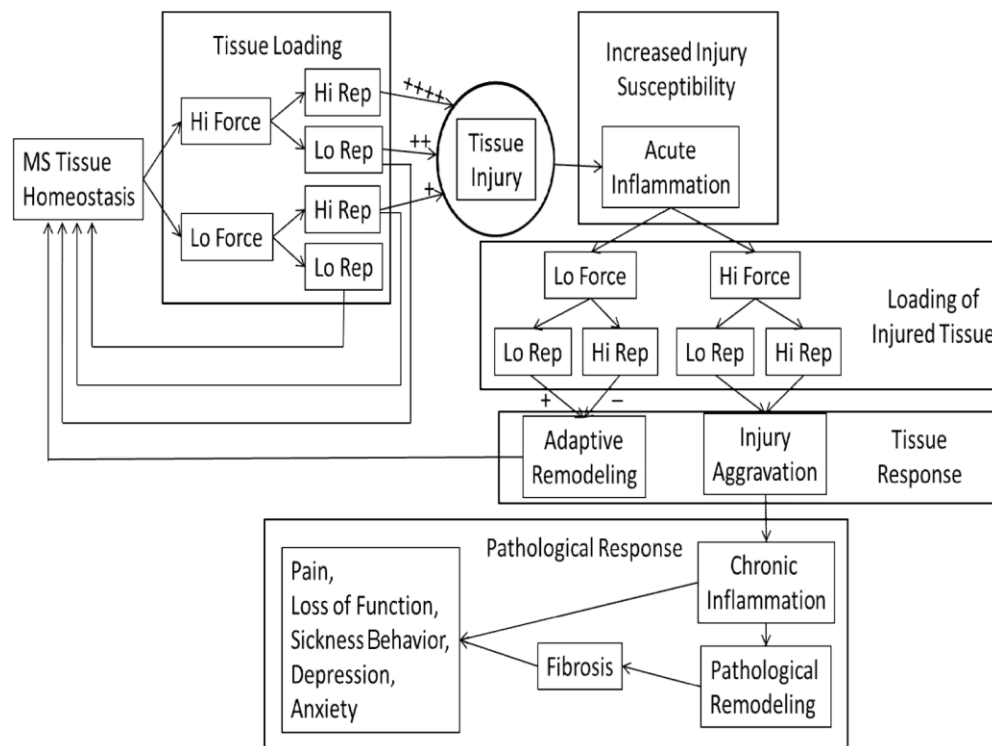 Tissue Loading
Hi Force
Lo Force
Hi Rep
Lo Rep
Hi Rep
Lo Rep
MS Tissue
Homeostasis
++++
++
+
Tissue
Injury
Increased Injury
Susceptibility
Acute
Inflammation
Lo Force
Hi Force
Lo Rep
Hi Rep
Lo Rep
Hi Rep
Loading of
Injured Tissue
+
–
Adaptive
Remodeling
Injury
Aggravation
Tissue
Response
Pathological Response
Pain,
Loss of Function,
Sickness Behavior,
Depression,
Anxiety
Chronic
Inflammation
Fibrosis
Pathological
Remodeling